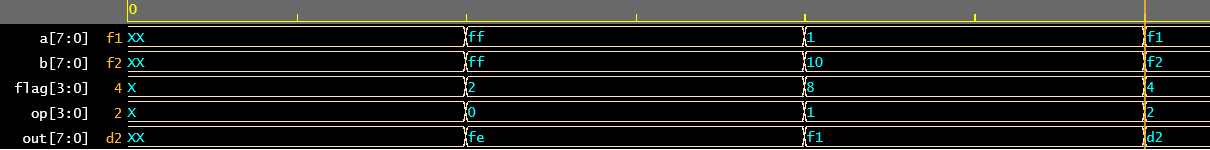 0
a[7:0] f1 XX ff 1 f1
b[7:0] f2 XX ff 10 f2
flag[3:0] 4 X 2 8 4
op[3:0] 2 X 0 1 2
out[7:0] d2 XX fe f1 d2